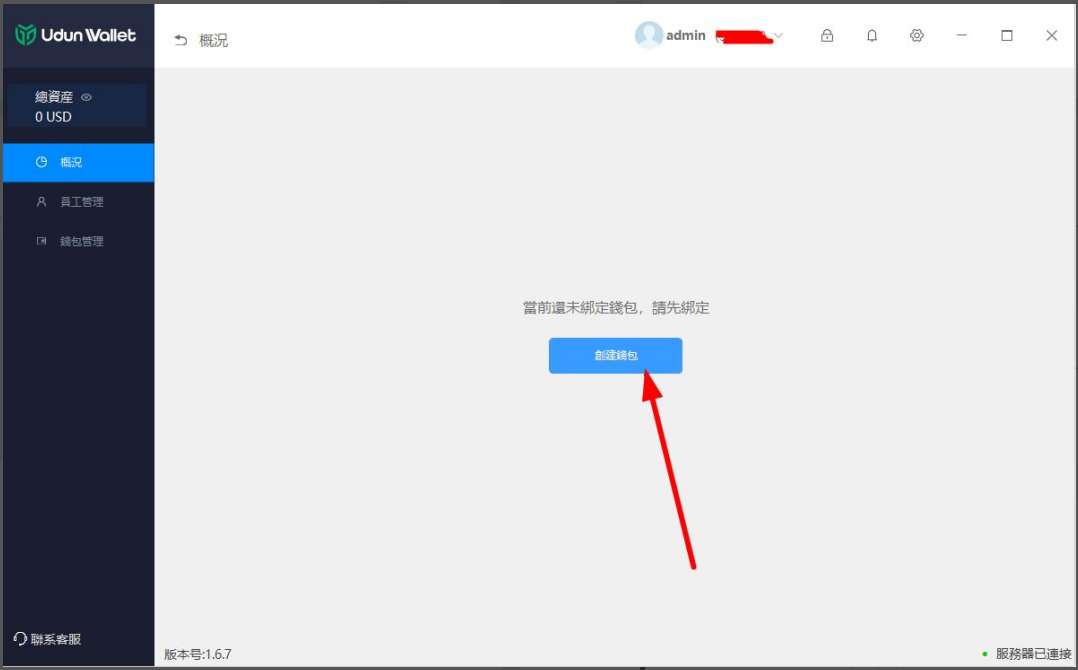 Udun Wallet
概況
admin
總資産
0 USD
概況
員工管理
錢包管理
當前還未綁定錢包，請先綁定
創建錢包
聯系客服
版本号:1.6.7
服務器已連接